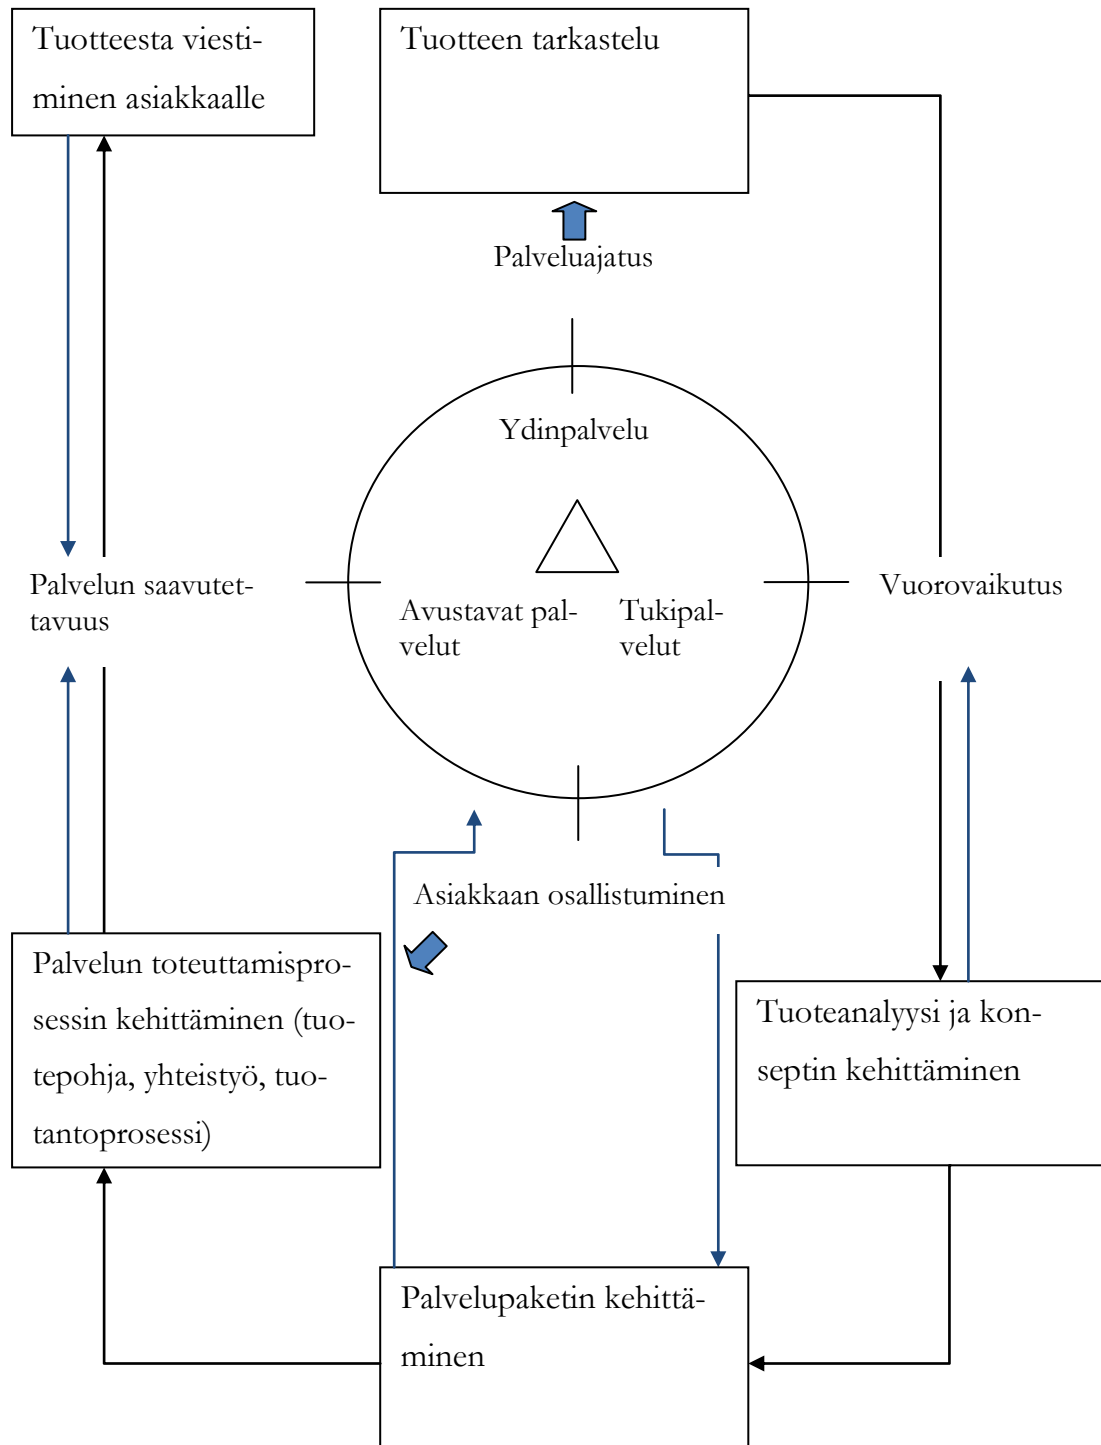 Tuotteesta viesti-
minen asiakkaalle
Tuotteen tarkastelu
Palveluajatus
Ydinpalvelu
Palvelun saavutet-
tavuus
Avustavat pal-
velut
Tukipal-
velut
Vuorovaikutus
Asiakkaan osallistuminen
Palvelun toteuttamispro-
sessin kehittäminen (tuo-
tepohja, yhteistyö, tuo-
tantoprosessi)
Tuoteanalyysi ja kon-
septin kehittäminen
Palvelupaketin kehittä-
minen